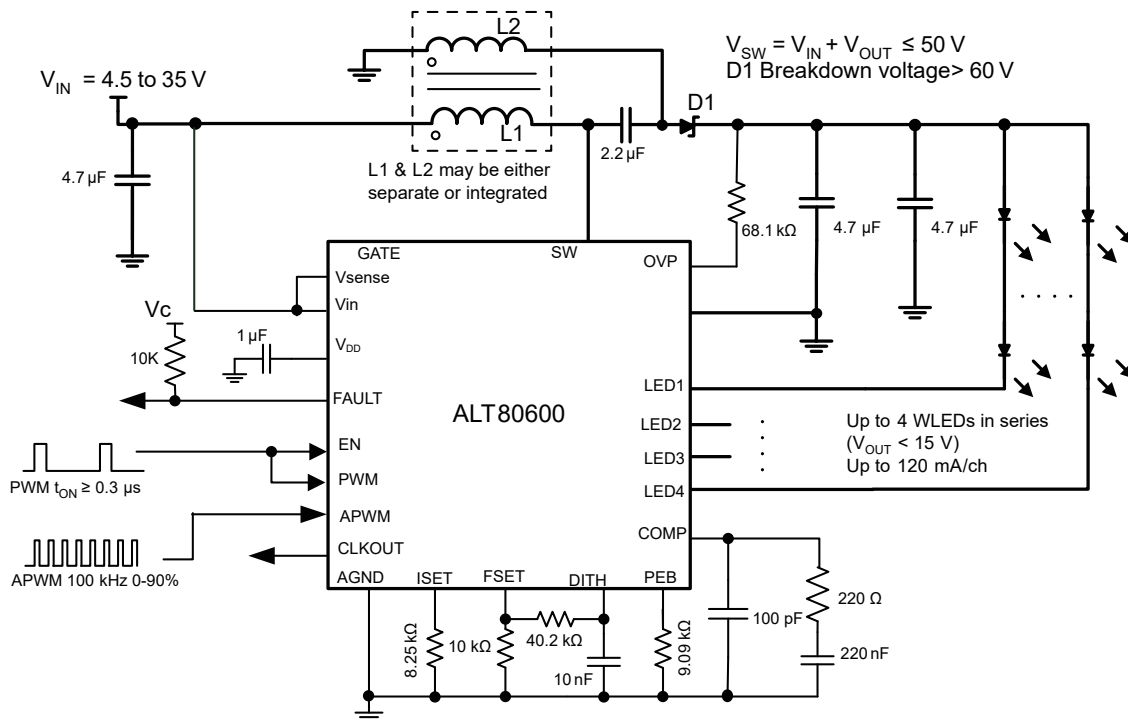 L2
V_SW = V_IN + V_OUT ≤ 50 V
D1 Breakdown voltage> 60 V
V_IN = 4.5 to 35 V
D1
L1
2.2 µF
4.7 µF
L1 & L2 may be either
separate or integrated
68.1 kΩ
4.7 µF
4.7 µF
GATE
SW
OVP
Vsense
Vin
Vc
1 µF
V_DD
10K
. . . . .
FAULT
LED1
ALT80600
Up to 4 WLEDs in series
(V_OUT < 15 V)
Up to 120 mA/ch
LED2
EN
LED3
PWM
PWM t_ON ≥ 0.3 µs
LED4
APWM
COMP
CLKOUT
APWM 100 kHz 0-90%
AGND
ISET
FSET
DITH
PEB
8.25 kΩ
10 kΩ
40.2 kΩ
10 nF
9.09 kΩ
100 pF
220 Ω
220 nF